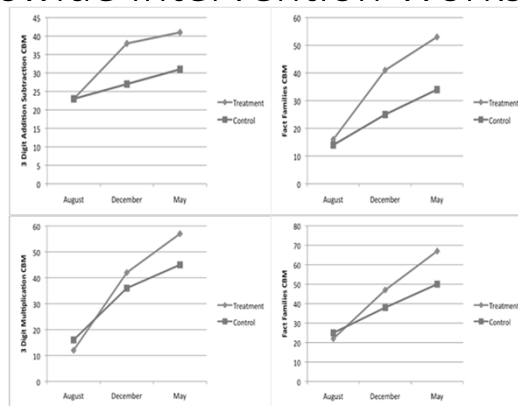 Intervention Works
45
40
35
30
25
20
15
10
5
0
3 Digit Addition Subtraction CBM
August December May
Treatment
Control
60
50
40
30
20
10
0
Fact Families CBM
August December May
Treatment
Control
60
50
40
30
20
10
0
3 Digit Multiplication CBM
August December May
Treatment
Control
80
70
60
50
40
30
20
10
0
Fact Families CBM
August December May
Treatment
Control